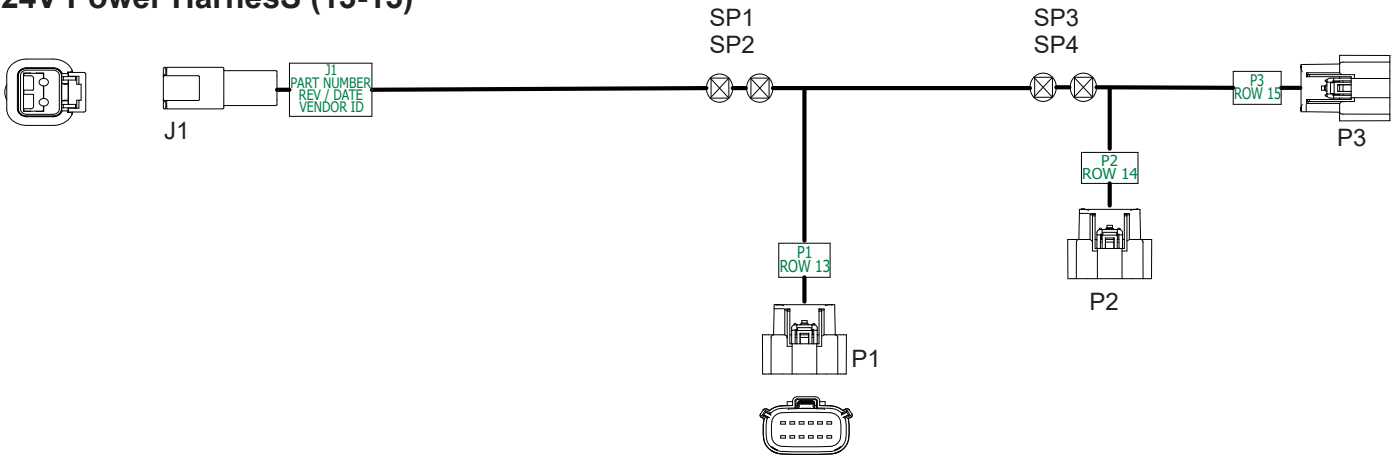 24V Power HarnesS (13-15)
SP1
SP2
SP3
SP4
J1
PART NUMBER
REV / DATE
VENDOR ID
P3
ROW 15
J1
P3
P2
ROW 14
P1
ROW 13
P2
P1